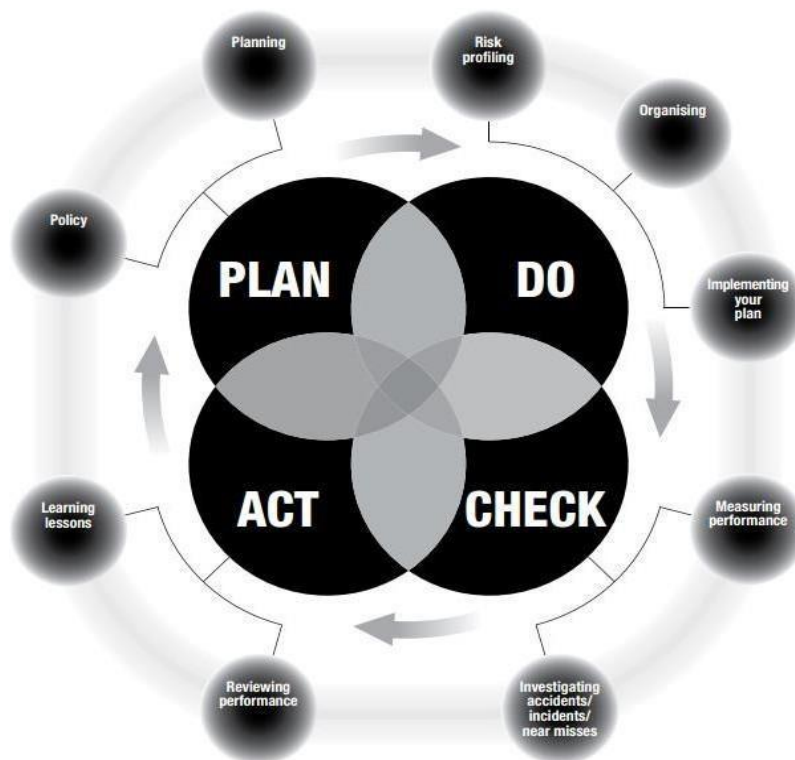 Planning
Risk
profiling
Organising
Policy
PLAN
DO
Implementing
your
plan
Learning
lessons
ACT
CHECK
Measuring
performance
Reviewing
performance
Investigating
accidents/
incidents/
near misses